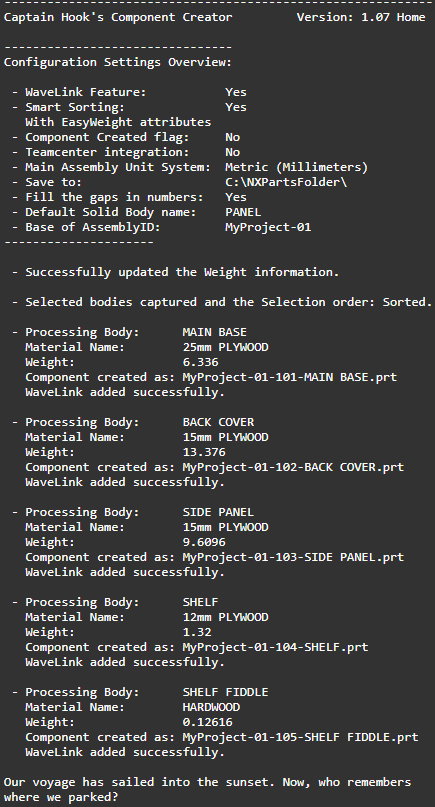 ------------------------------------------------------------
Captain Hook's Component Creator         Version: 1.07 Home

--------------------------------
Configuration Settings Overview:

 - WaveLink Feature:           Yes
 - Smart Sorting:              Yes
   With EasyWeight attributes
 - Component Created flag:     No
 - Teamcenter integration:     No
 - Main Assembly Unit System:  Metric (Millimeters)
 - Save to:                    C:\NXPartsFolder\
 - Fill the gaps in numbers:   Yes
 - Default Solid Body name:    PANEL
 - Base of AssemblyID:         MyProject-01
---------------------

 - Successfully updated the Weight information.

 - Selected bodies captured and the Selection order: Sorted.

 - Processing Body:      MAIN BASE
   Material Name:        25mm PLYWOOD
   Weight:               6.336
   Component created as: MyProject-01-101-MAIN BASE.prt
   WaveLink added successfully.

 - Processing Body:      BACK COVER
   Material Name:        15mm PLYWOOD
   Weight:               13.376
   Component created as: MyProject-01-102-BACK COVER.prt
   WaveLink added successfully.

 - Processing Body:      SIDE PANEL
   Material Name:        15mm PLYWOOD
   Weight:               9.6096
   Component created as: MyProject-01-103-SIDE PANEL.prt
   WaveLink added successfully.

 - Processing Body:      SHELF
   Material Name:        12mm PLYWOOD
   Weight:               1.32
   Component created as: MyProject-01-104-SHELF.prt
   WaveLink added successfully.

 - Processing Body:      SHELF FIDDLE
   Material Name:        HARDWOOD
   Weight:               0.12616
   Component created as: MyProject-01-105-SHELF FIDDLE.prt
   WaveLink added successfully.

Our voyage has sailed into the sunset. Now, who remembers
where we parked?